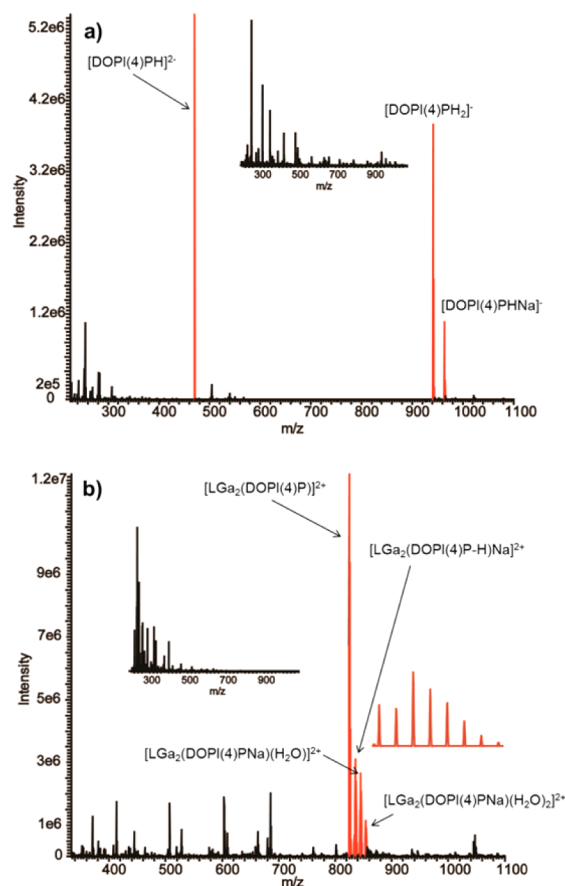 a)
5.2e6
4.2e6
3.2e6
2.2e6
1.2e6
2e5
0
Intensity
[DOPI(4)PH]²⁻
[DOPI(4)PH₂]⁻
[DOPI(4)PHNa]⁻
300 500 700 900
m/z
300 400 500 600 700 800 900 1000 1100
m/z
b)
1.2e7
9e6
7e6
5e6
3e6
1e6
0
Intensity
[LGa₂(DOPI(4)P)]²⁺
[LGa₂(DOPI(4)P-H)Na]²⁺
300 500 700 900
m/z
[LGa₂(DOPI(4)PNa)(H₂O)]²⁺
[LGa₂(DOPI(4)PNa)(H₂O)₂]²⁺
400 500 600 700 800 900 1000 1100
m/z